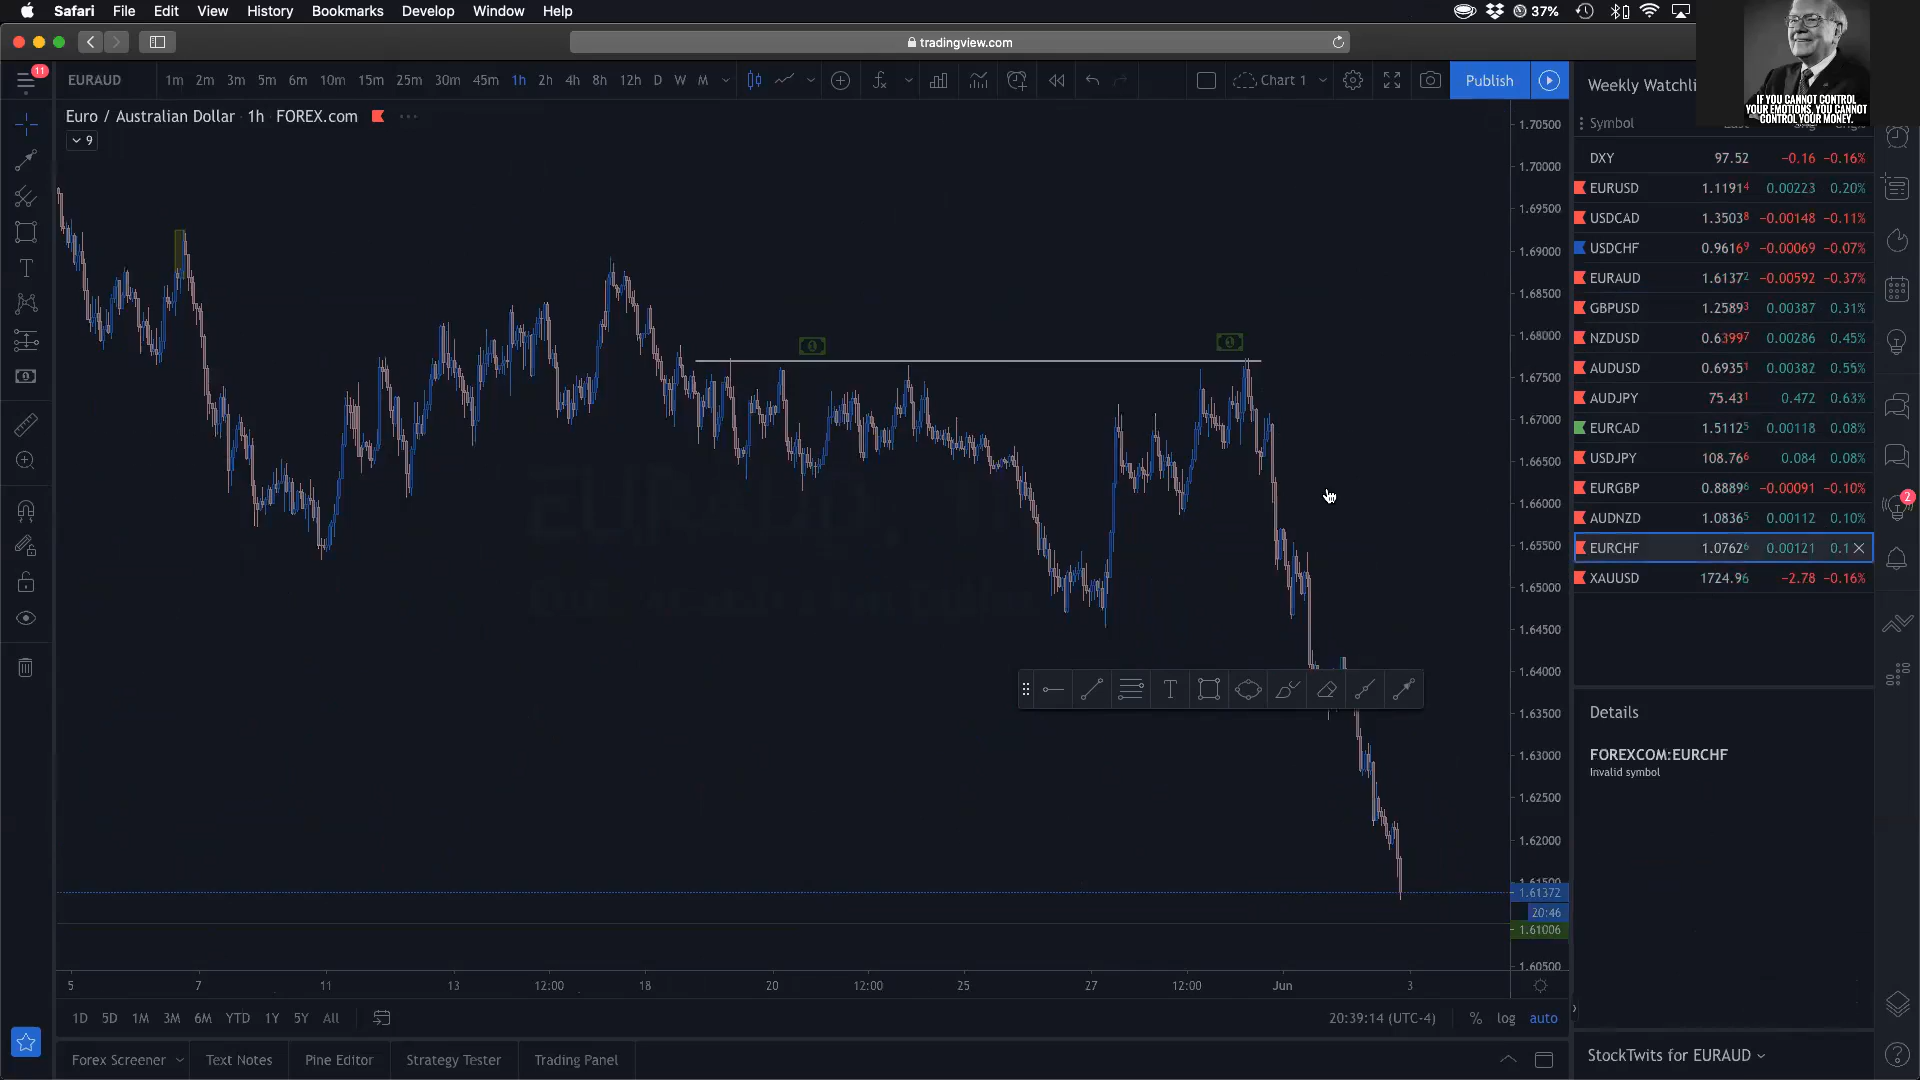 Safari File Edit View History Bookmarks Develop Window Help 37%
tradingview.com
11 EURAUD 1m 2m 3m 5m 6m 10m 15m 25m 30m 45m 1h 2h 4h 8h 12h D W M Chart 1 Publish
Euro / Australian Dollar 1h FOREX.com
9
IF YOU CANNOT CONTROL
YOUR EMOTIONS, YOU CANNOT
CONTROL YOUR MONEY.
Symbol
DXY 97.52 −0.16 −0.16%
EURUSD 1.11914 0.00223 0.20%
USDCAD 1.35038 −0.00148 −0.11%
USDCHF 0.96169 −0.00069 −0.07%
EURAUD 1.61372 −0.00592 −0.37%
GBPUSD 1.25893 0.00387 0.31%
NZDUSD 0.63997 0.00286 0.45%
AUDUSD 0.69351 0.00382 0.55%
AUDJPY 75.431 0.472 0.63%
EURCAD 1.51125 0.00118 0.08%
USDJPY 108.766 0.084 0.08%
EURGBP 0.88896 −0.00091 −0.10%
AUDNZD 1.08365 0.00112 0.10%
EURCHF 1.07626 0.00121 0.1
XAUUSD 1724.96 −2.78 −0.16%
2
Details
FOREXCOM:EURCHF
Invalid symbol
1.70500
1.70000
1.69500
1.69000
1.68500
1.68000
1.67500
1.67000
1.66500
1.66000
1.65500
1.65000
1.64500
1.64000
1.63500
1.63000
1.62500
1.62000
1.61500
1.61372
20:46
1.61006
1.60500
5 7 11 13 12:00 18 20 12:00 25 27 12:00 Jun 3
1D 5D 1M 3M 6M YTD 1Y 5Y All 20:39:14 (UTC-4) % log auto
Forex Screener Text Notes Pine Editor Strategy Tester Trading Panel
StockTwits for EURAUD